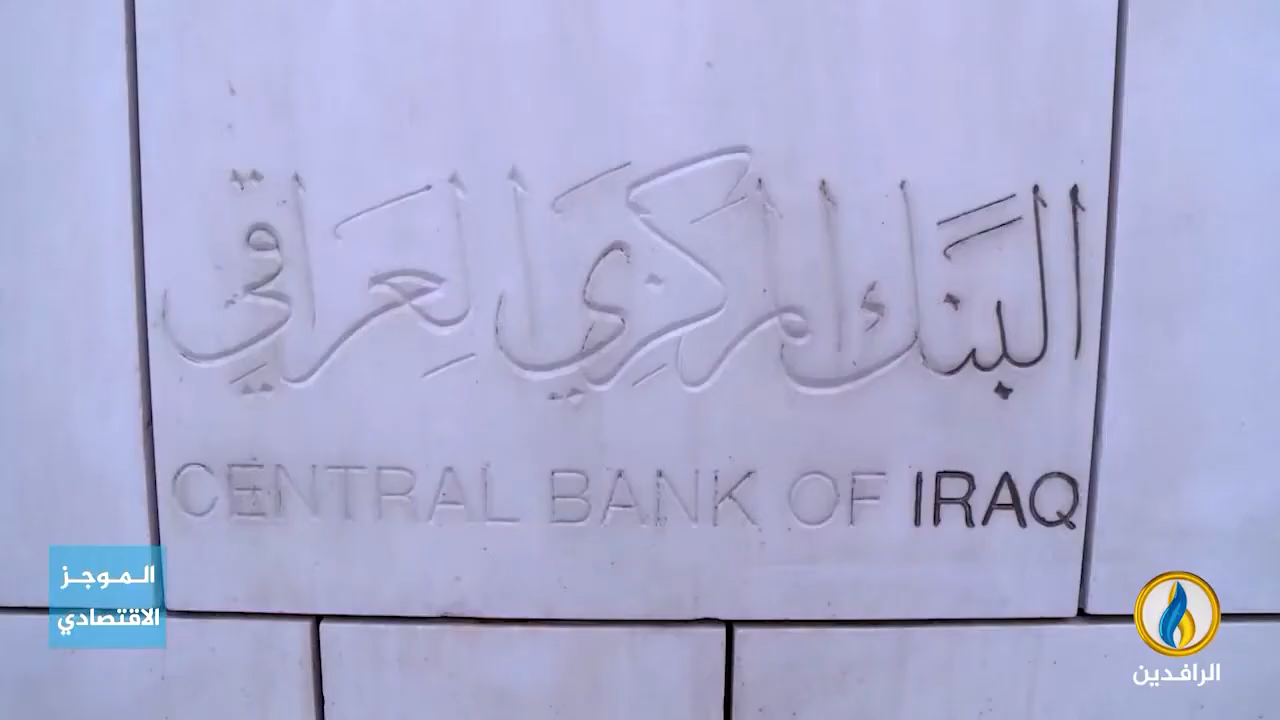 البنك المركزي العراقي
CENTRAL BANK OF IRAQ
الموجز
الاقتصادي
الرافدين